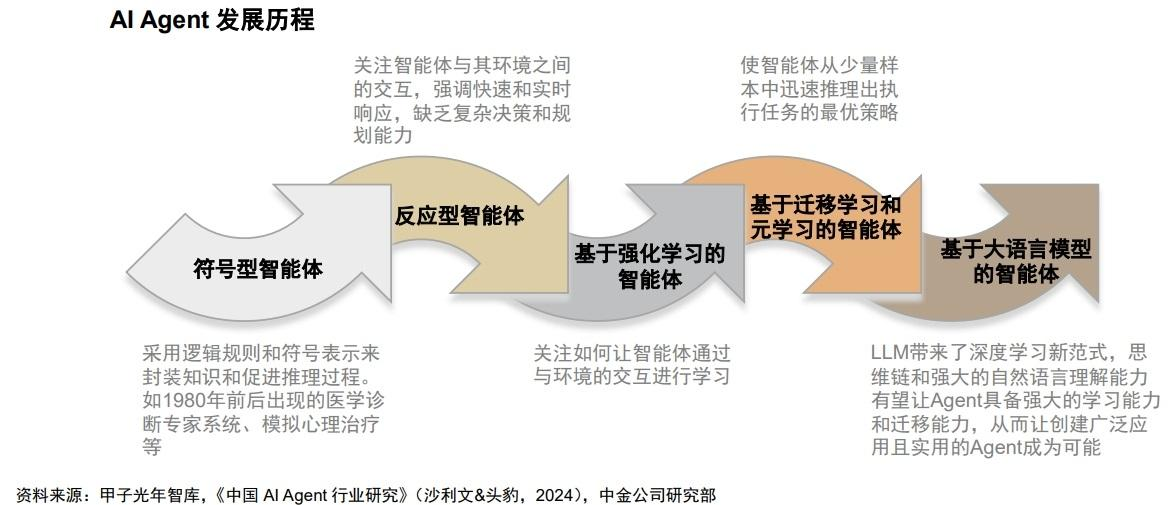 AI Agent 发展历程
关注智能体与其环境之间
的交互，强调快速和实时
响应，缺乏复杂决策和规
划能力
使智能体从少量样
本中迅速推理出执
行任务的最优策略
符号型智能体
反应型智能体
基于强化学习的
智能体
基于迁移学习和
元学习的智能体
基于大语言模型
的智能体
采用逻辑规则和符号表示来
封装知识和促进推理过程。
如1980年前后出现的医学诊
断专家系统、模拟心理治疗
等
关注如何让智能体通过
与环境的交互进行学习
LLM带来了深度学习新范式，思
维链和强大的自然语言理解能力
有望让Agent具备强大的学习能力
和迁移能力，从而让创建广泛应
用且实用的Agent成为可能
资料来源：甲子光年智库，《中国 AI Agent 行业研究》（沙利文&头豹，2024），中金公司研究部